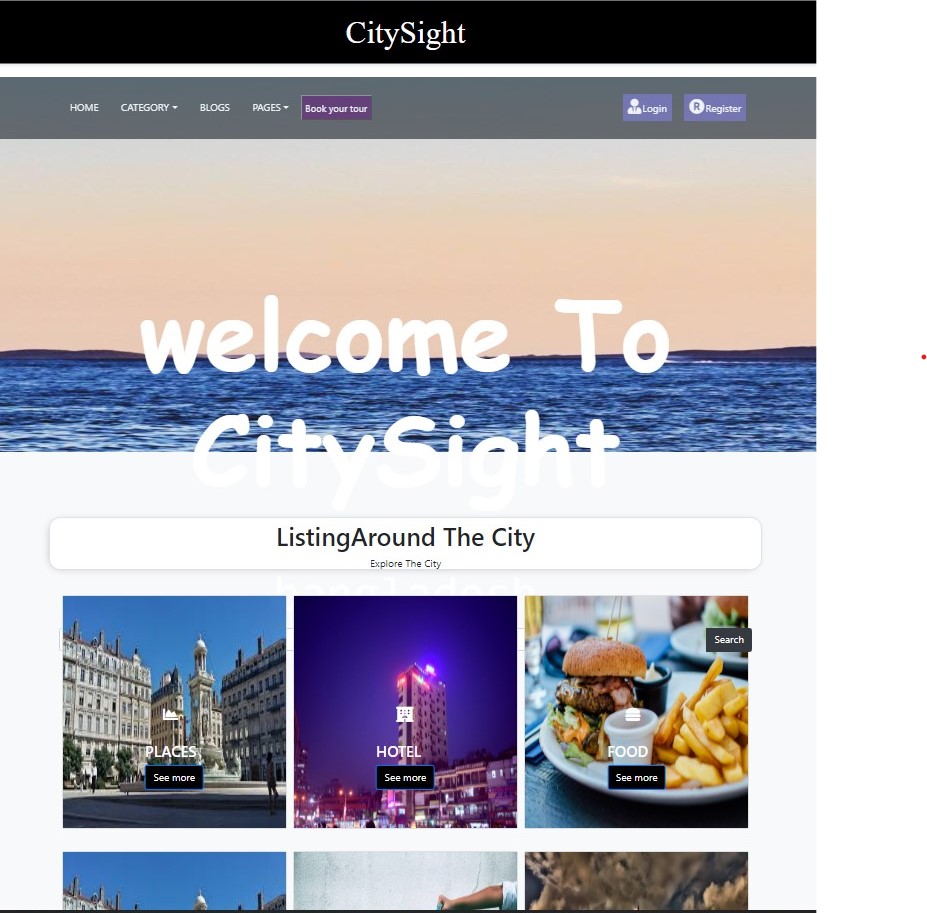 CitySight
HOME CATEGORY BLOGS PAGES Book your tour Login R Register
welcome To
CitySight
ListingAround The City
Explore The City
bangladesh
Search
PLACES HOTEL FOOD
See more See more See more